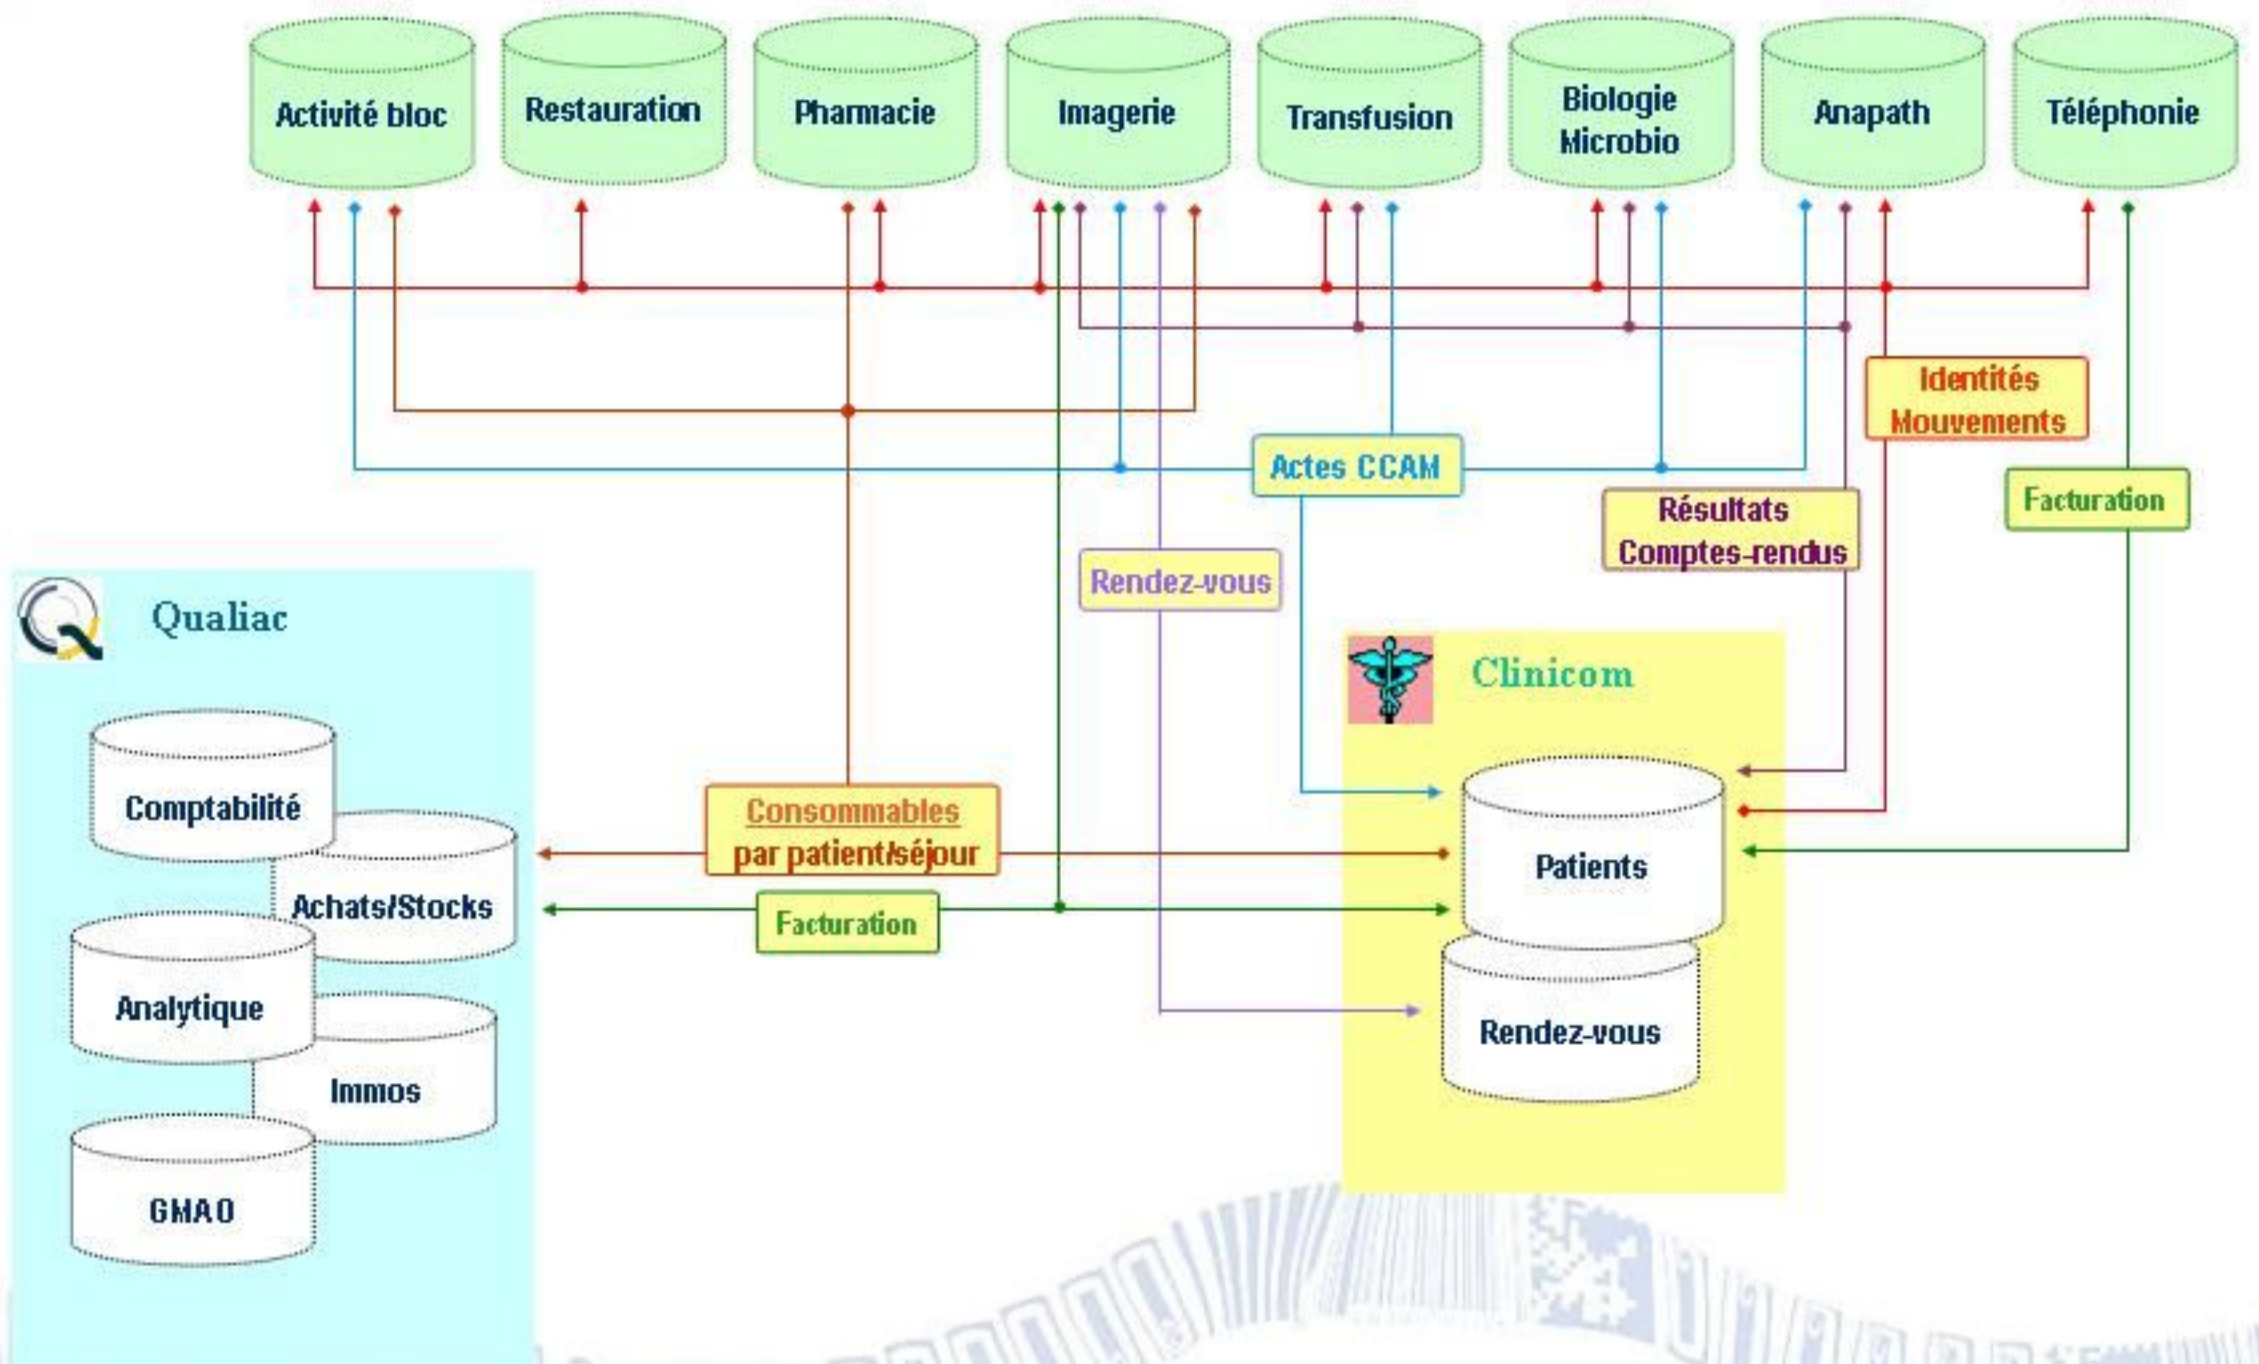 Activité bloc
Restauration
Pharmacie
Imagerie
Transfusion
Biologie
Microbio
Anapath
Téléphonie
Identités
Mouvements
Actes CCAM
Résultats
Comptes-rendus
Facturation
Rendez-vous
Qualiac
Clinicom
Comptabilité
Consommables
par patient/séjour
Patients
Achats/Stocks
Facturation
Analytique
Rendez-vous
Immos
GMAO